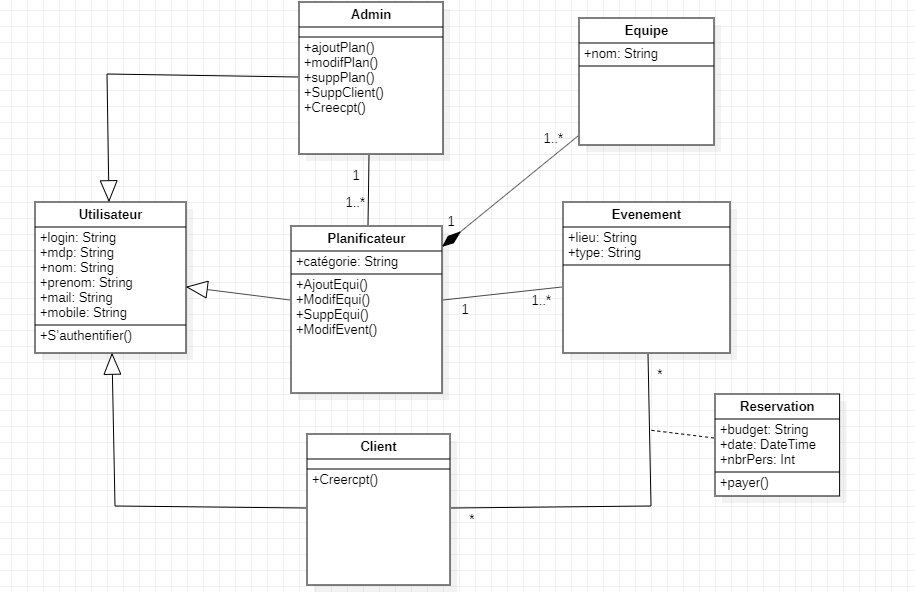 Admin
+ajoutPlan()
+modifPlan()
+suppPlan()
+SuppClient()
+Creecpt()
Equipe
+nom: String
1..*
1
1..*
1
Utilisateur
+login: String
+mdp: String
+nom: String
+prenom: String
+mail: String
+mobile: String
+S'authentifier()
Planificateur
+catégorie: String
+AjoutEqui()
+ModifEqui()
+SuppEqui()
+ModifEvent()
Evenement
+lieu: String
+type: String
1..*
1
*
Reservation
+budget: String
+date: DateTime
+nbrPers: Int
+payer()
Client
+Creercpt()
*